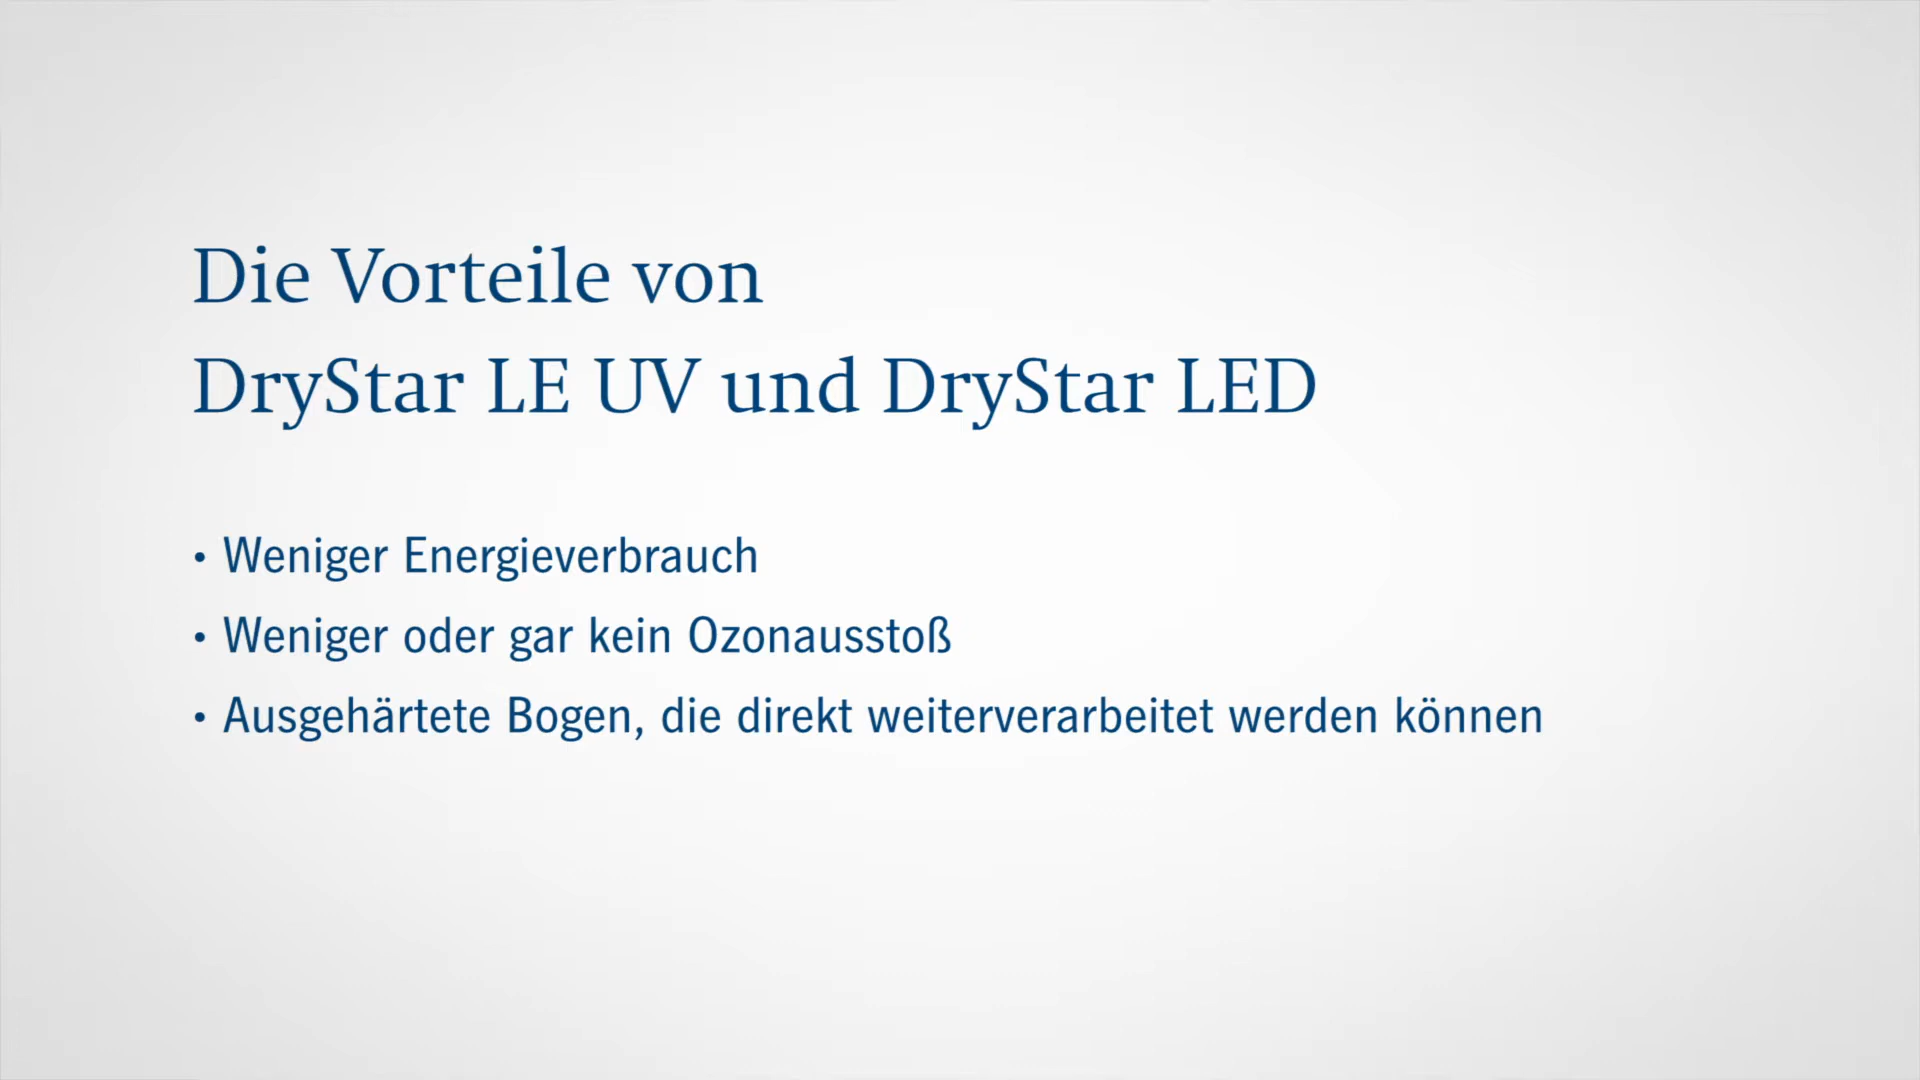 Die Vorteile von
DryStar LE UV und DryStar LED
• Weniger Energieverbrauch
• Weniger oder gar kein Ozonausstoß
• Ausgehärtete Bogen, die direkt weiterverarbeitet werden können